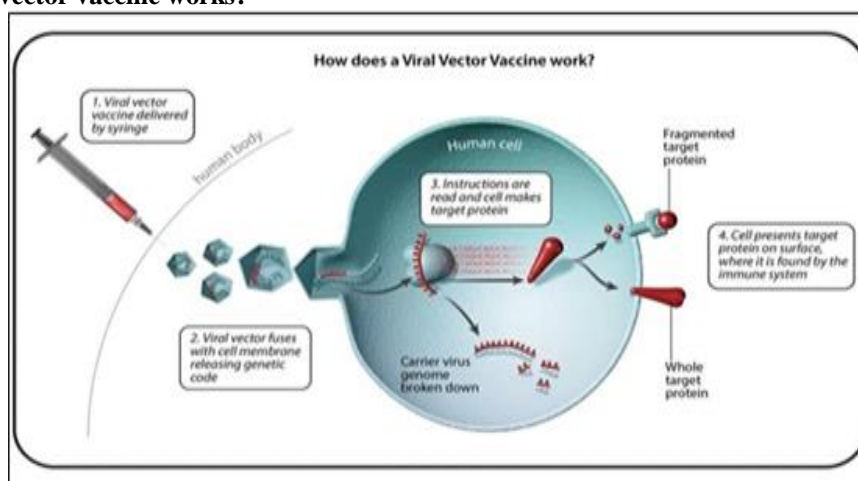 vector vaccine works?
How does a Viral Vector Vaccine work?
1. Viral vector
vaccine delivered
by syringe
human body
Human cell
3. Instructions are
read and cell makes
target protein
Fragmented
target
protein
4. Cell presents target
protein on surface,
where it is found by the
immune system
2. Viral vector fuses
with cell membrane
releasing genetic
code
Carrier virus
genome
broken down
Whole
target
protein